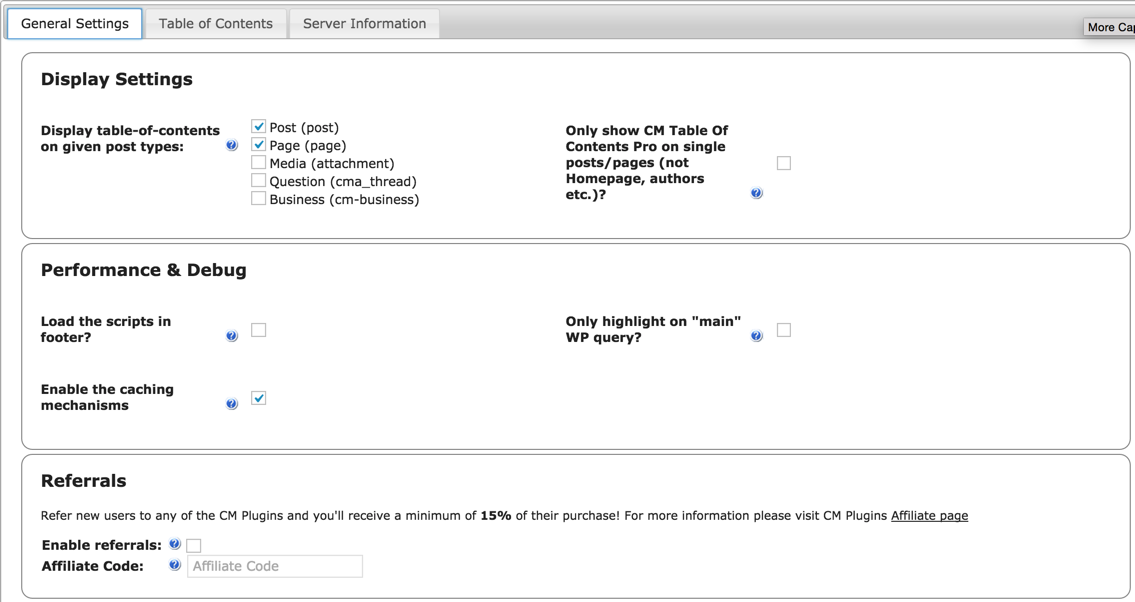 General Settings
Table of Contents
Server Information
More Cap
Display Settings
Display table-of-contents
on given post types:
Post (post)
Page (page)
Media (attachment)
Question (cma_thread)
Business (cm-business)
Only show CM Table Of
Contents Pro on single
posts/pages (not
Homepage, authors
etc.)?
Performance & Debug
Load the scripts in
footer?
Only highlight on "main"
WP query?
Enable the caching
mechanisms
Referrals
Refer new users to any of the CM Plugins and you'll receive a minimum of 15% of their purchase! For more information please visit CM Plugins Affiliate page
Enable referrals:
Affiliate Code:
Affiliate Code